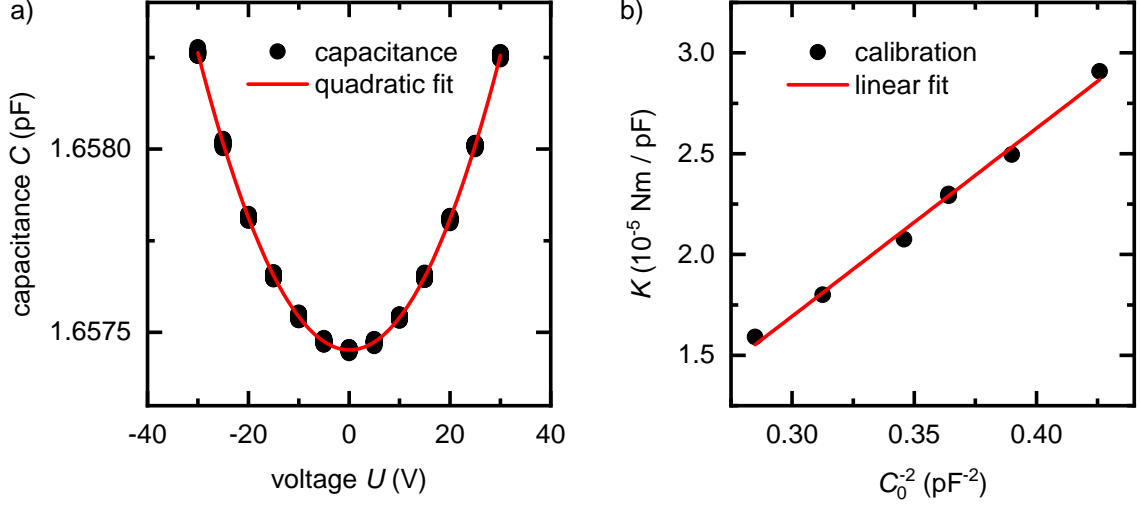 a)
capacitance
quadratic fit
1.6580
1.6575
capacitance C (pF)
-40
-20
0
20
40
voltage U (V)
b)
calibration
linear fit
3.0
2.5
2.0
1.5
K (10⁻⁵ Nm / pF)
0.30
0.35
0.40
C₀⁻² (pF⁻²)